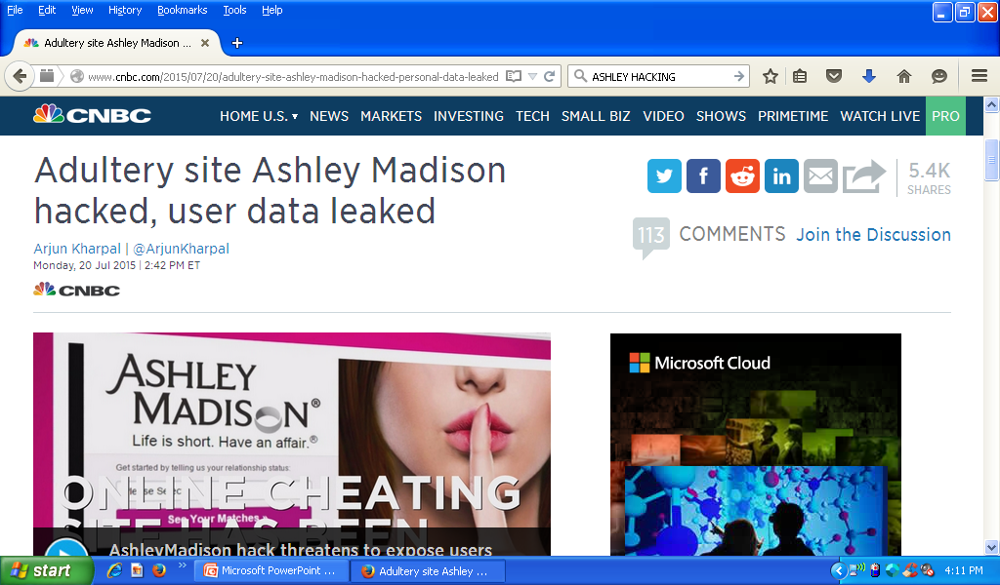 File Edit View History Bookmarks Tools Help
Adultery site Ashley Madison ...
www.cnbc.com/2015/07/20/adultery-site-ashley-madison-hacked-personal-data-leaked
ASHLEY HACKING
CNBC HOME U.S. NEWS MARKETS INVESTING TECH SMALL BIZ VIDEO SHOWS PRIMETIME WATCH LIVE PRO
Adultery site Ashley Madison
hacked, user data leaked
Arjun Kharpal | @ArjunKharpal
Monday, 20 Jul 2015 | 2:42 PM ET
CNBC
5.4K
SHARES
113 COMMENTS Join the Discussion
ASHLEY
MADISON®
Life is short. Have an affair.®
Get started by telling us your relationship status:
See Your Matches »
ONLINE CHEATING
SITE HAS BEEN
AshleyMadison hack threatens to expose users
Microsoft Cloud
start
Microsoft PowerPoint ...
Adultery site Ashley ...
4:11 PM